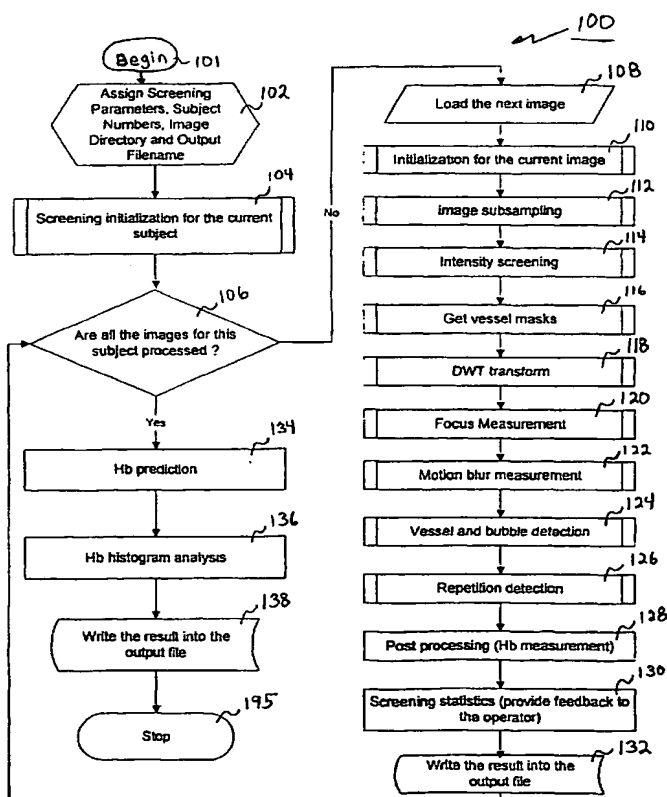 100
Begin
101
Assign Screening
Parameters, Subject
Numbers, Image
Directory and Output
Filename
102
104
Screening initialization for the current
subject
106
Are all the images for this
subject processed ?
No
Yes
134
Hb prediction
136
Hb histogram analysis
138
Write the result into the
output file
195
Stop
108
Load the next image
110
Initialization for the current image
112
Image subsampling
114
Intensity screening
116
Get vessel masks
118
DWT transform
120
Focus Measurement
122
Motion blur measurement
124
Vessel and bubble detection
126
Repetition detection
128
Post processing (Hb measurement)
130
Screening statistics (provide feedback to
the operator)
132
Write the result into the
output file